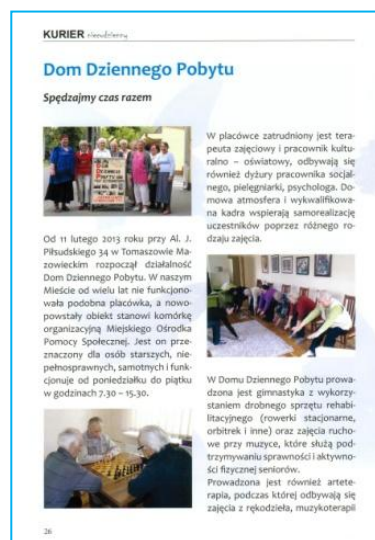 KURIER niecodzienny
Dom Dziennego Pobytu
Spędzajmy czas razem
Od 11 lutego 2013 roku przy Al. J.
Piłsudskiego 34 w Tomaszowie Ma-
zowieckim rozpoczął działalność
Dom Dziennego Pobytu. W naszym
Mieście od wielu lat nie funkcjono-
wała podobna placówka, a nowo-
powstały obiekt stanowi komórkę
organizacyjną Miejskiego Ośrodka
Pomocy Społecznej. Jest on prze-
znaczony dla osób starszych, nie-
pełnosprawnych, samotnych i funk-
cjonuje od poniedziałku do piątku
w godzinach 7.30 – 15.30.
W placówce zatrudniony jest tera-
peuta zajęciowy i pracownik kultu-
ralno – oświatowy, odbywają się
również dyżury pracownika socjal-
nego, pielęgniarki, psychologa. Do-
mowa atmosfera i wykwalifikowa-
na kadra wspierają samorealizację
uczestników poprzez różnego ro-
dzaju zajęcia.
W Domu Dziennego Pobytu prowa-
dzona jest gimnastyka z wykorzy-
staniem drobnego sprzętu rehabi-
litacyjnego (rowerki stacjonarne,
orbitrek i inne) oraz zajęcia rucho-
we przy muzyce, które służą pod-
trzymywaniu sprawności i aktywno-
ści fizycznej seniorów.
Prowadzona jest również artete-
rapia, podczas której odbywają się
zajęcia z rękodzieła, muzykoterapii
26